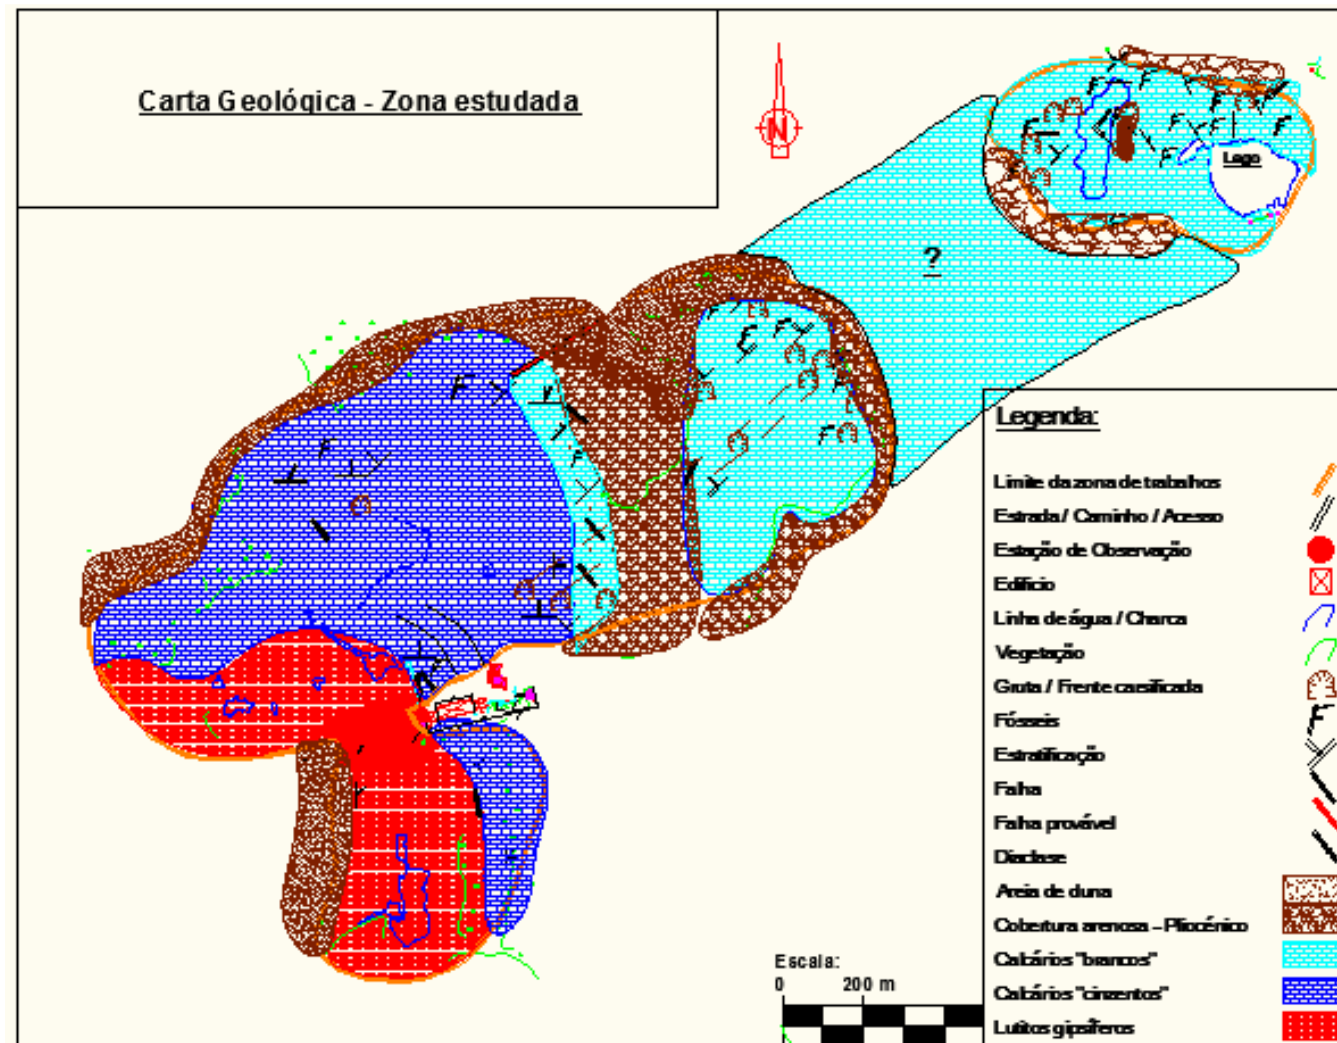 Carta Geológica - Zona estudada
N
Lago
?
Legenda:
Limite da zona de trabalhos
Estrada / Caminho / Acesso
Estação de Observação
Edifício
Linha de água / Charca
Vegetação
Gruta / Frente carsificada
Fósseis
Estratificação
Falha
Falha provável
Diaclase
Areia de duna
Cobertura arenosa – Pliocénico
Calcários "brancos"
Calcários "cinzentos"
Lutitos gipsíferos
Escala:
0 200 m